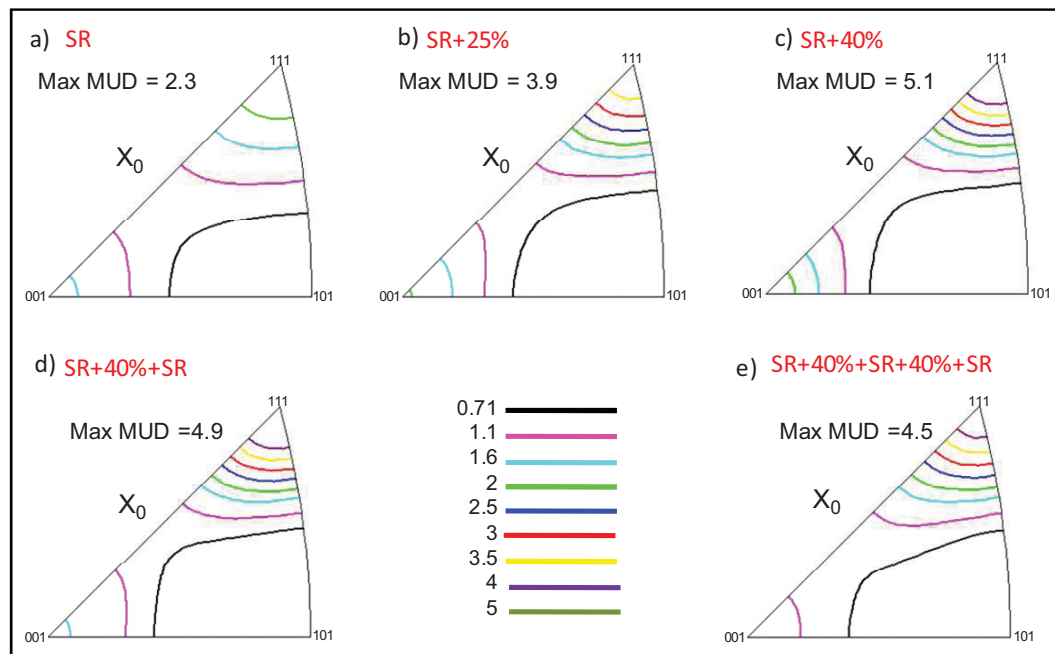 a) SR
111
Max MUD = 2.3
X0
001
101
b) SR+25%
111
Max MUD = 3.9
X0
001
101
c) SR+40%
111
Max MUD = 5.1
X0
001
101
d) SR+40%+SR
111
Max MUD =4.9
X0
001
101
0.71
1.1
1.6
2
2.5
3
3.5
4
5
e) SR+40%+SR+40%+SR
111
Max MUD =4.5
X0
001
101